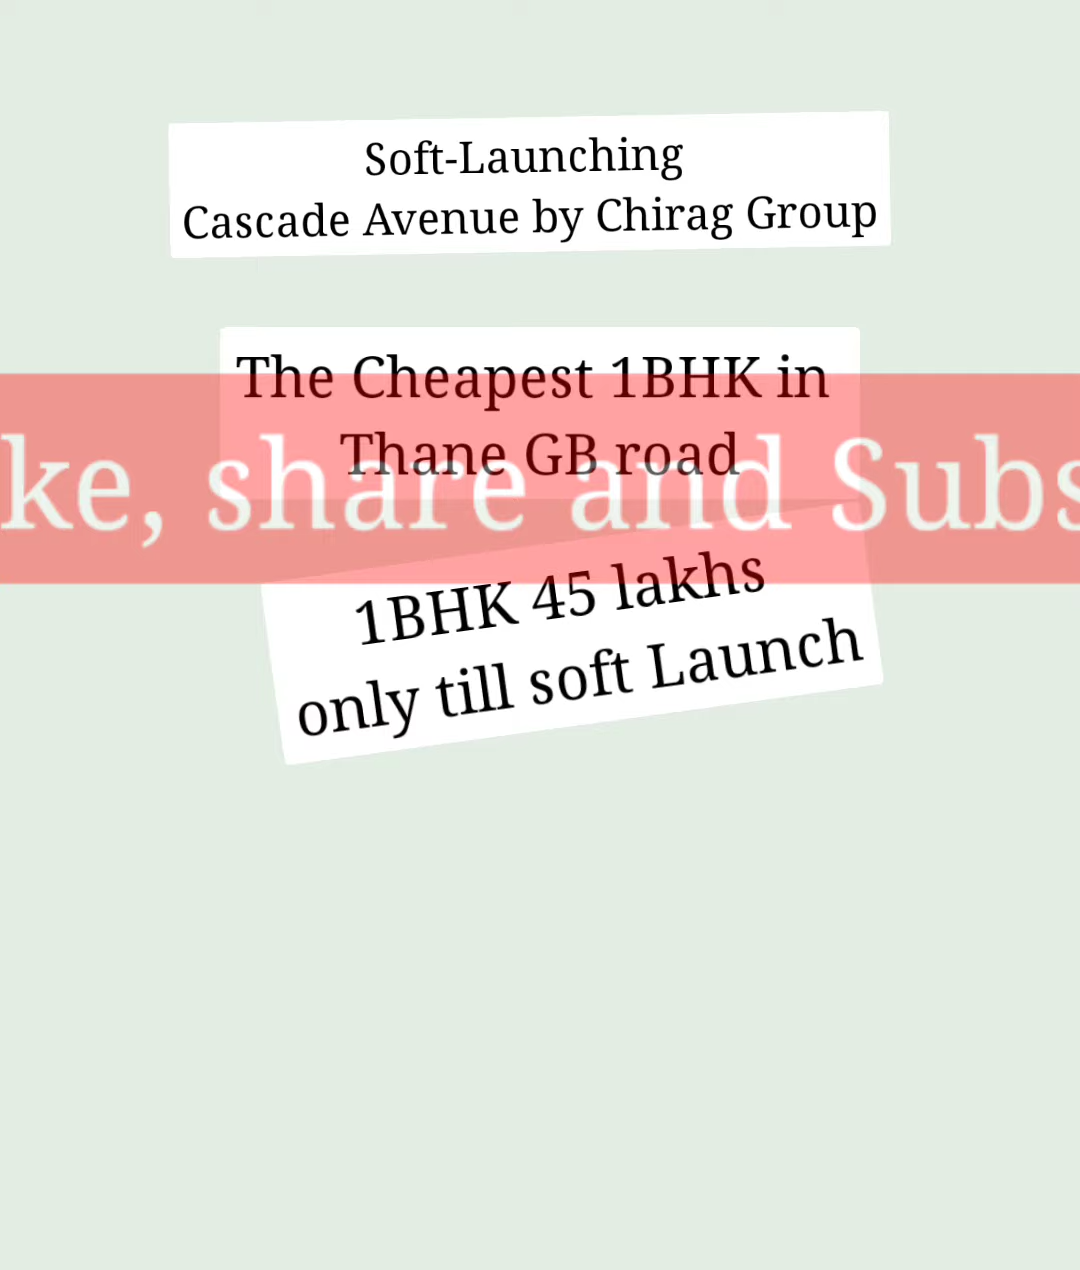 Soft-Launching
Cascade Avenue by Chirag Group
The Cheapest 1BHK in
Thane GB road
ke, share and Subs
1BHK 45 lakhs
only till soft Launch